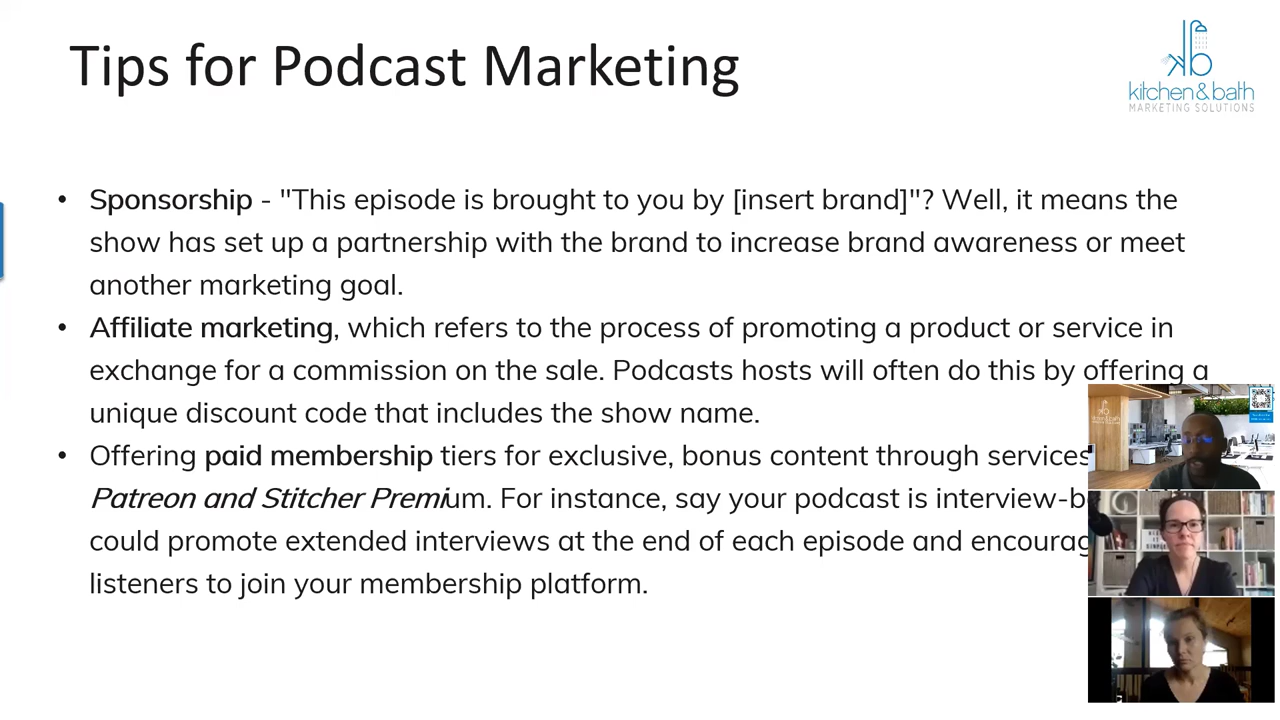 Tips for Podcast Marketing
kitchen & bath
MARKETING SOLUTIONS
• Sponsorship - "This episode is brought to you by [insert brand]"? Well, it means the
show has set up a partnership with the brand to increase brand awareness or meet
another marketing goal.
• Affiliate marketing, which refers to the process of promoting a product or service in
exchange for a commission on the sale. Podcasts hosts will often do this by offering a
unique discount code that includes the show name.
• Offering paid membership tiers for exclusive, bonus content through services
Patreon and Stitcher Premium. For instance, say your podcast is interview-b
could promote extended interviews at the end of each episode and encourag
listeners to join your membership platform.